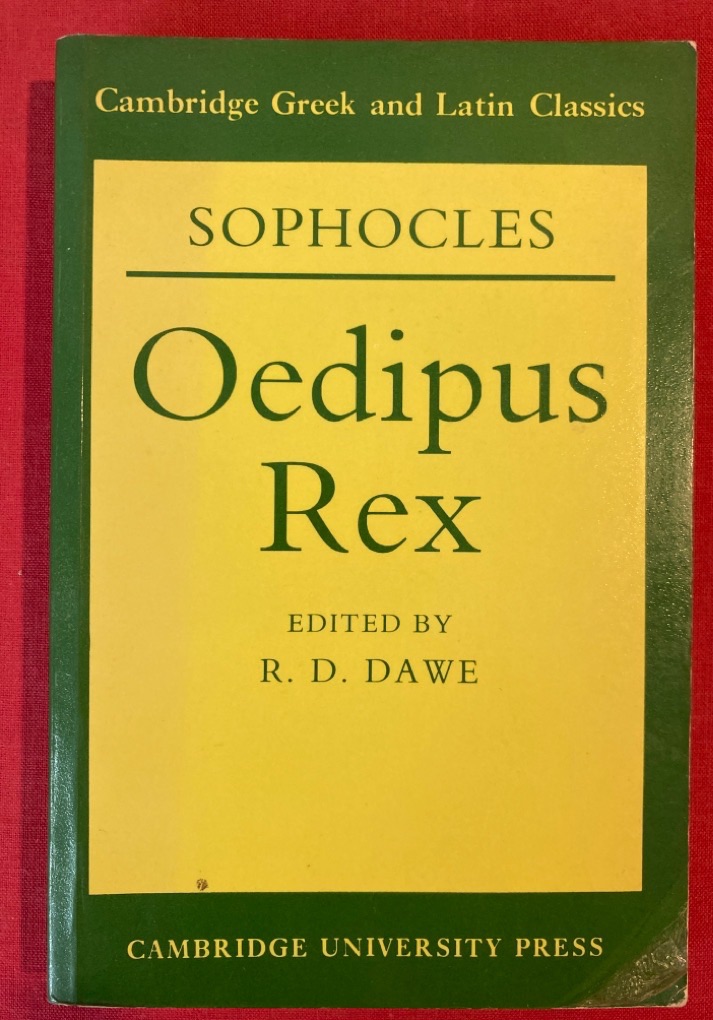 Cambridge Greek and Latin Classics
SOPHOCLES
Oedipus
Rex
EDITED BY
R. D. DAWE
CAMBRIDGE UNIVERSITY PRESS